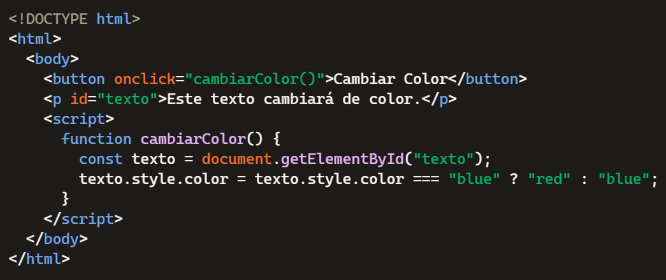 <!DOCTYPE html>
<html>
  <body>
    <button onclick="cambiarColor()">Cambiar Color</button>
    <p id="texto">Este texto cambiará de color.</p>
    <script>
      function cambiarColor() {
        const texto = document.getElementById("texto");
        texto.style.color = texto.style.color === "blue" ? "red" : "blue";
      }
    </script>
  </body>
</html>